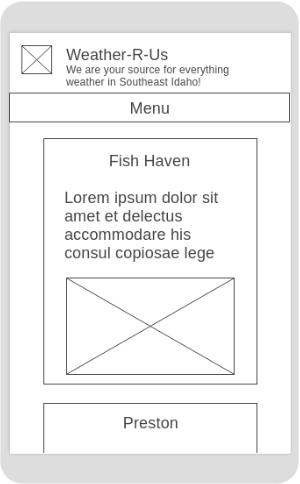 Weather-R-Us
We are your source for everything
weather in Southeast Idaho!
Menu
Fish Haven
Lorem ipsum dolor sit
amet et delectus
accommodare his
consul copiosae lege
Preston